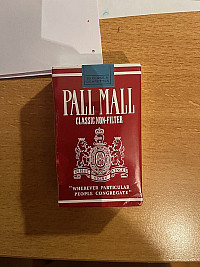 PALL MALL
CLASSIC NON-FILTER
"WHEREVER PARTICULAR
PEOPLE CONGREGATE"